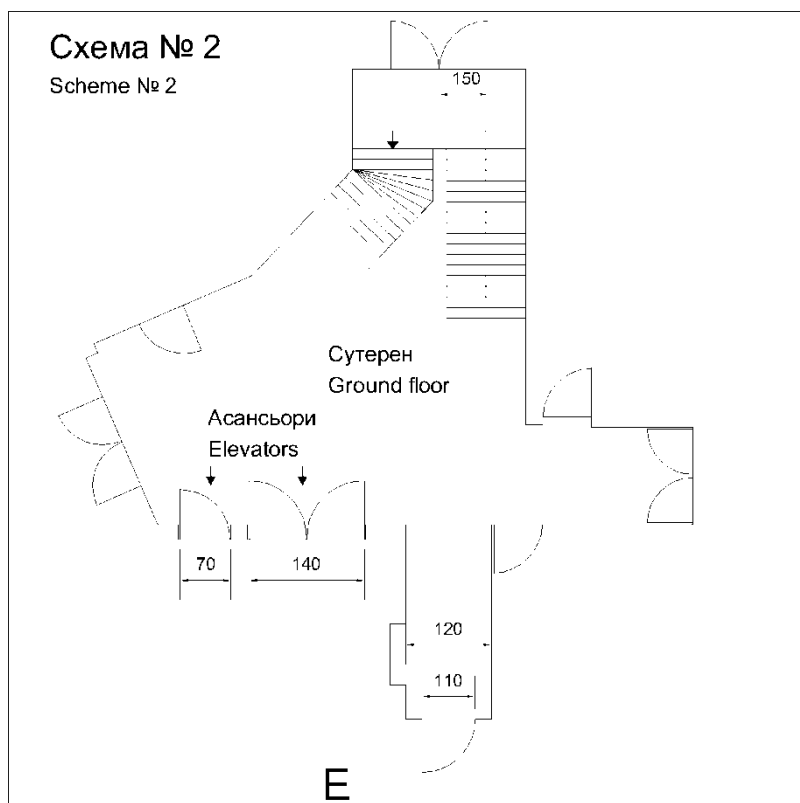 Схема № 2
Scheme № 2
150
Сутерен
Ground floor
Асансьори
Elevators
70
140
120
110
E